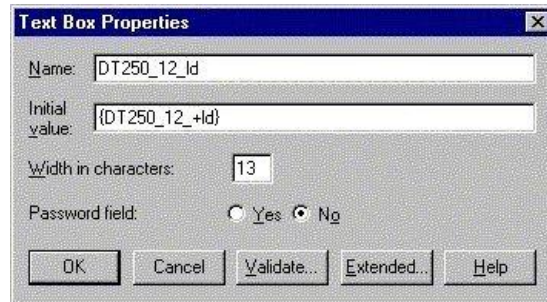 Text Box Properties
Name: DT250_12_Id
Initial value: {DT250_12_+Id}
Width in characters: 13
Password field: Yes No
OK Cancel Validate... Extended... Help